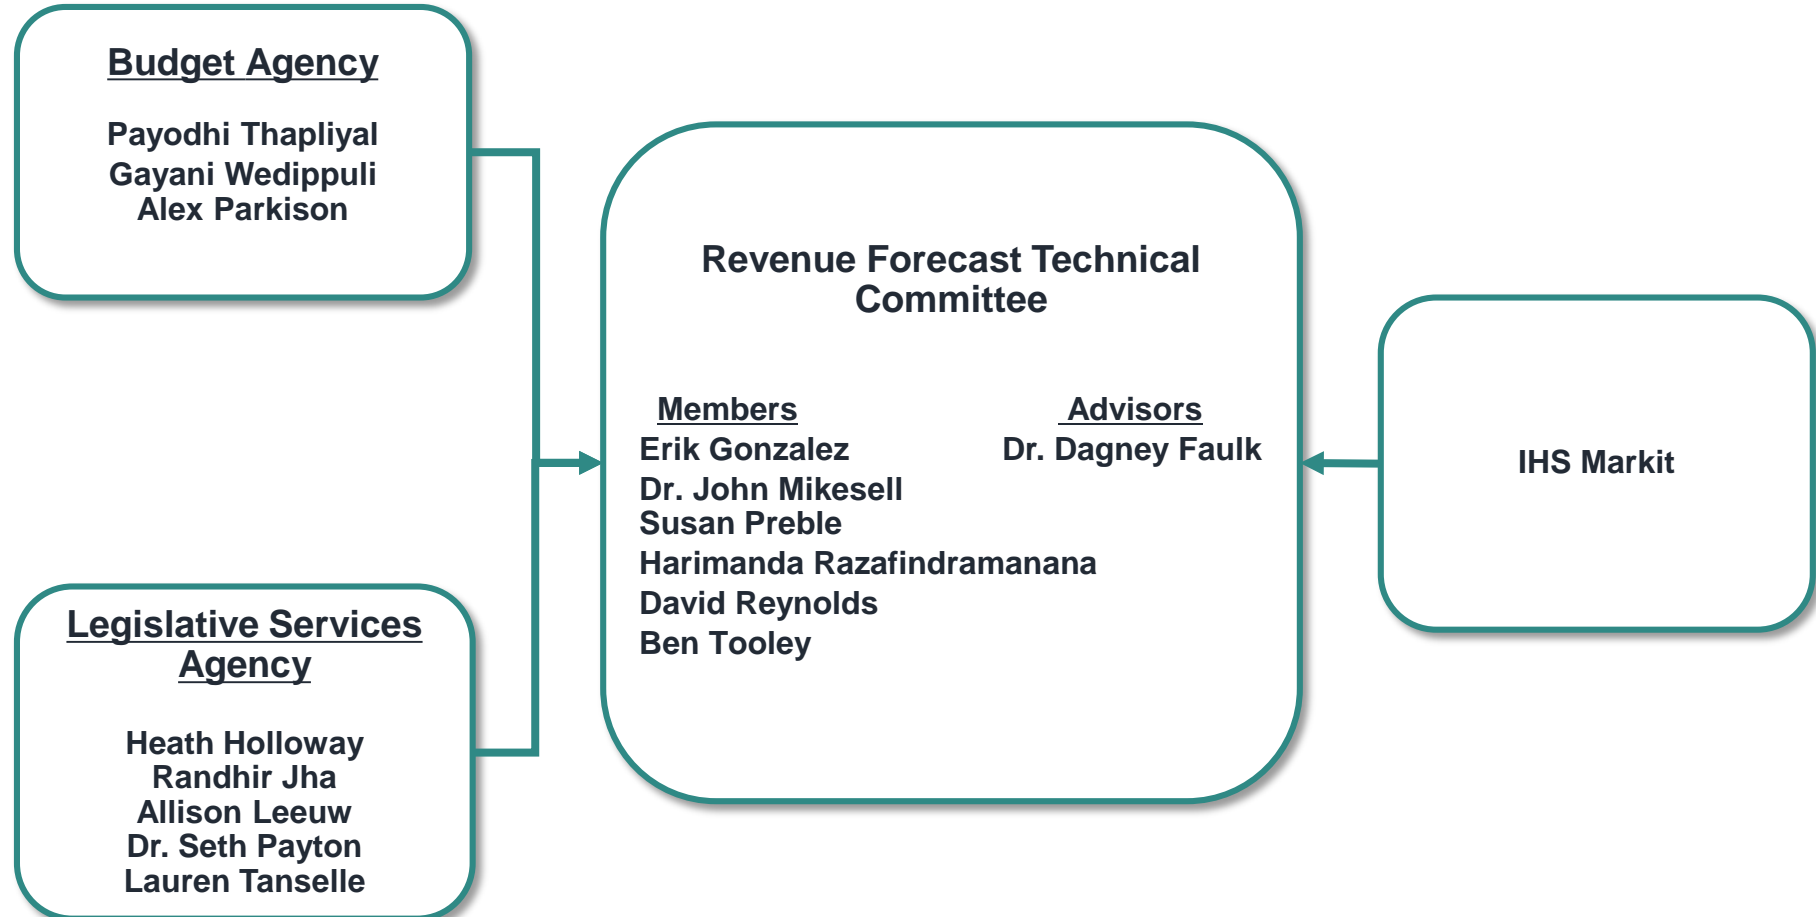 Budget Agency
Payodhi Thapliyal
Gayani Wedippuli
Alex Parkison
Legislative Services
Agency
Heath Holloway
Randhir Jha
Allison Leeuw
Dr. Seth Payton
Lauren Tanselle
Revenue Forecast Technical
Committee
Members
Erik Gonzalez
Dr. John Mikesell
Susan Preble
Harimanda Razafindramanana
David Reynolds
Ben Tooley
Advisors
Dr. Dagney Faulk
IHS Markit